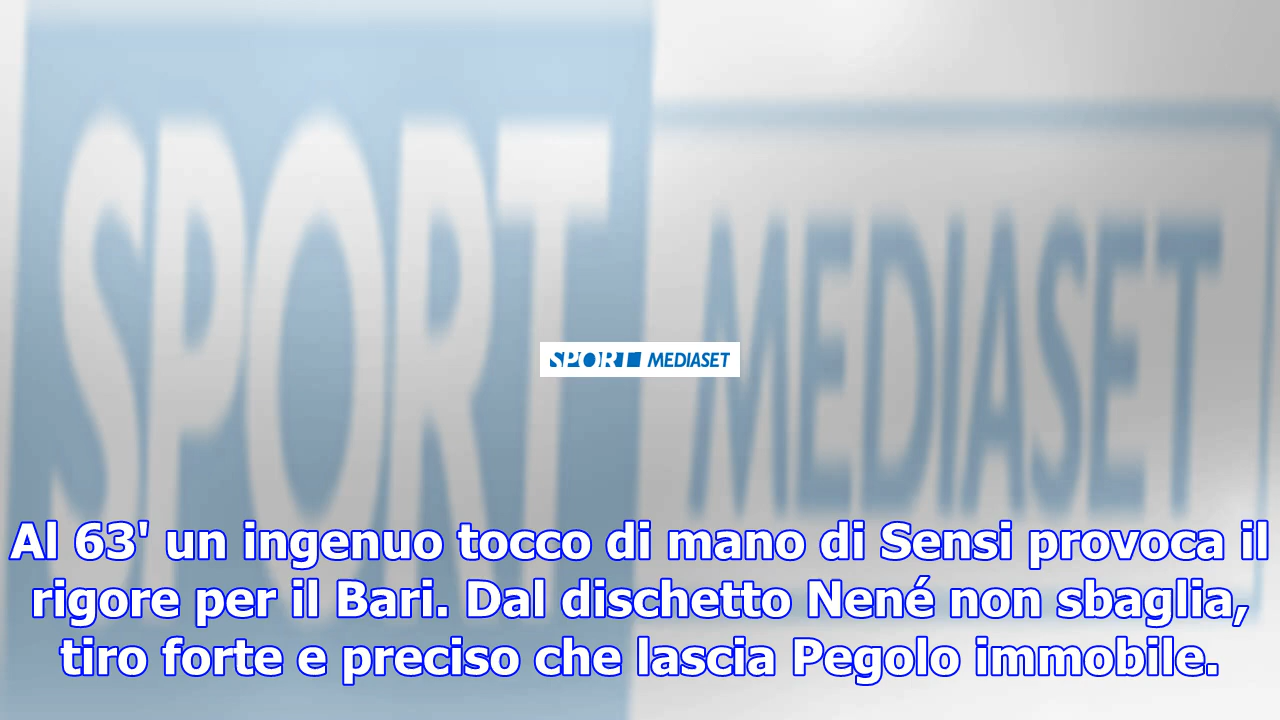 SPORT MEDIASET
SPORT MEDIASET
Al 63' un ingenuo tocco di mano di Sensi provoca il
rigore per il Bari. Dal dischetto Nené non sbaglia,
tiro forte e preciso che lascia Pegolo immobile.